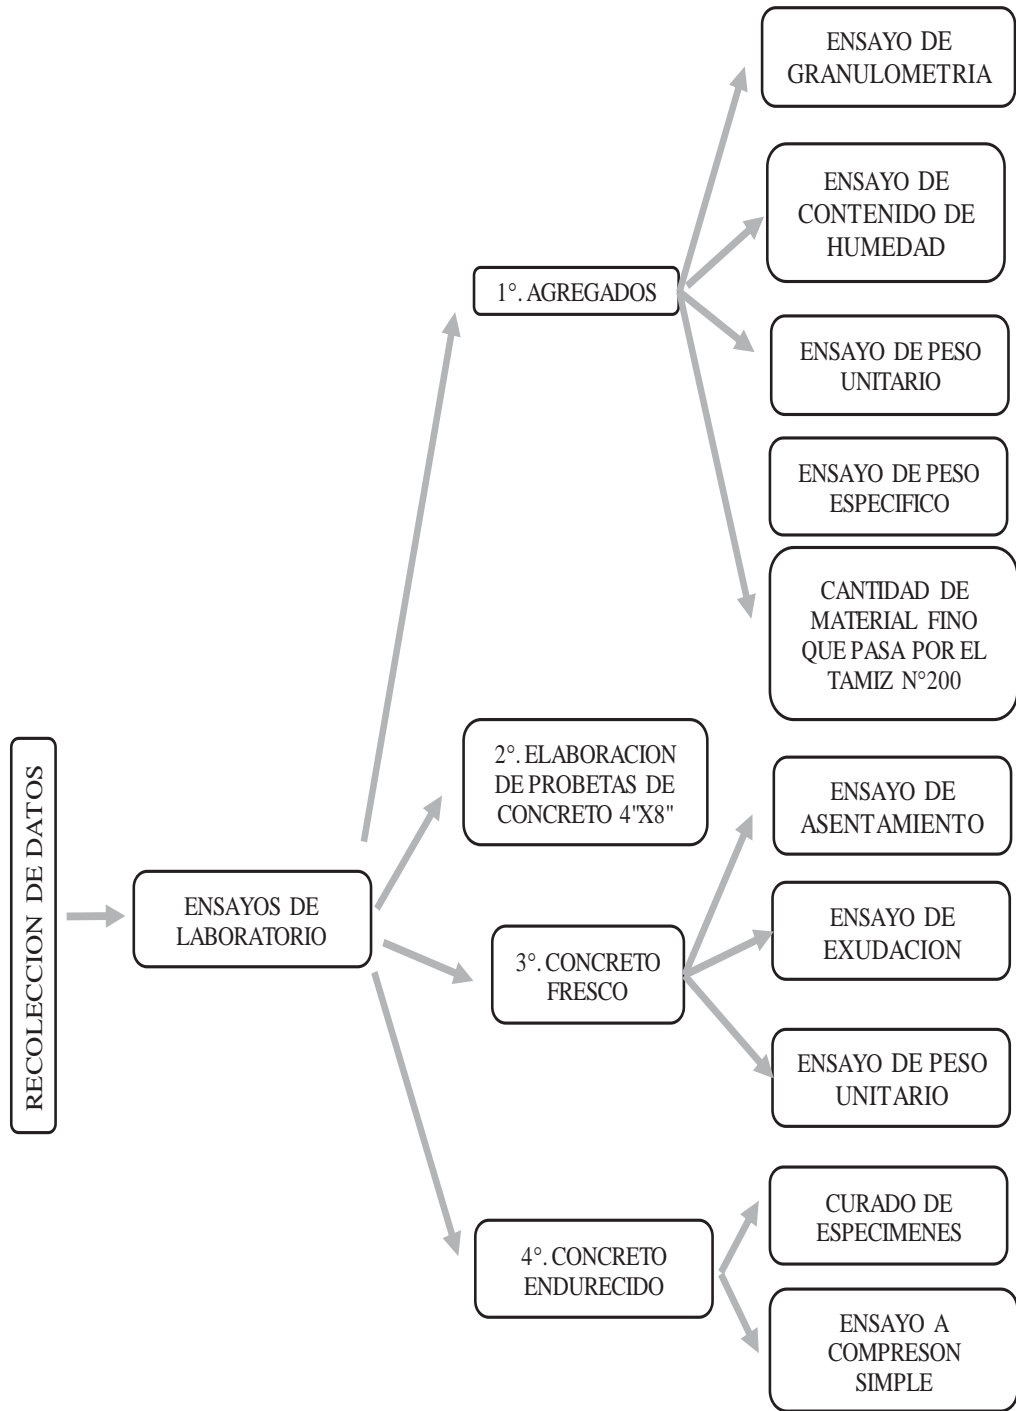 RECOLECCION DE DATOS
ENSAYOS DE
LABORATORIO
1°. AGREGADOS
ENSAYO DE
GRANULOMETRIA
ENSAYO DE
CONTENIDO DE
HUMEDAD
ENSAYO DE PESO
UNITARIO
ENSAYO DE PESO
ESPECIFICO
CANTIDAD DE
MATERIAL FINO
QUE PASA POR EL
TAMIZ N°200
2°. ELABORACION
DE PROBETAS DE
CONCRETO 4"X8"
3°. CONCRETO
FRESCO
ENSAYO DE
ASENTAMIENTO
ENSAYO DE
EXUDACION
ENSAYO DE PESO
UNITARIO
4°. CONCRETO
ENDURECIDO
CURADO DE
ESPECIMENES
ENSAYO A
COMPRESON
SIMPLE